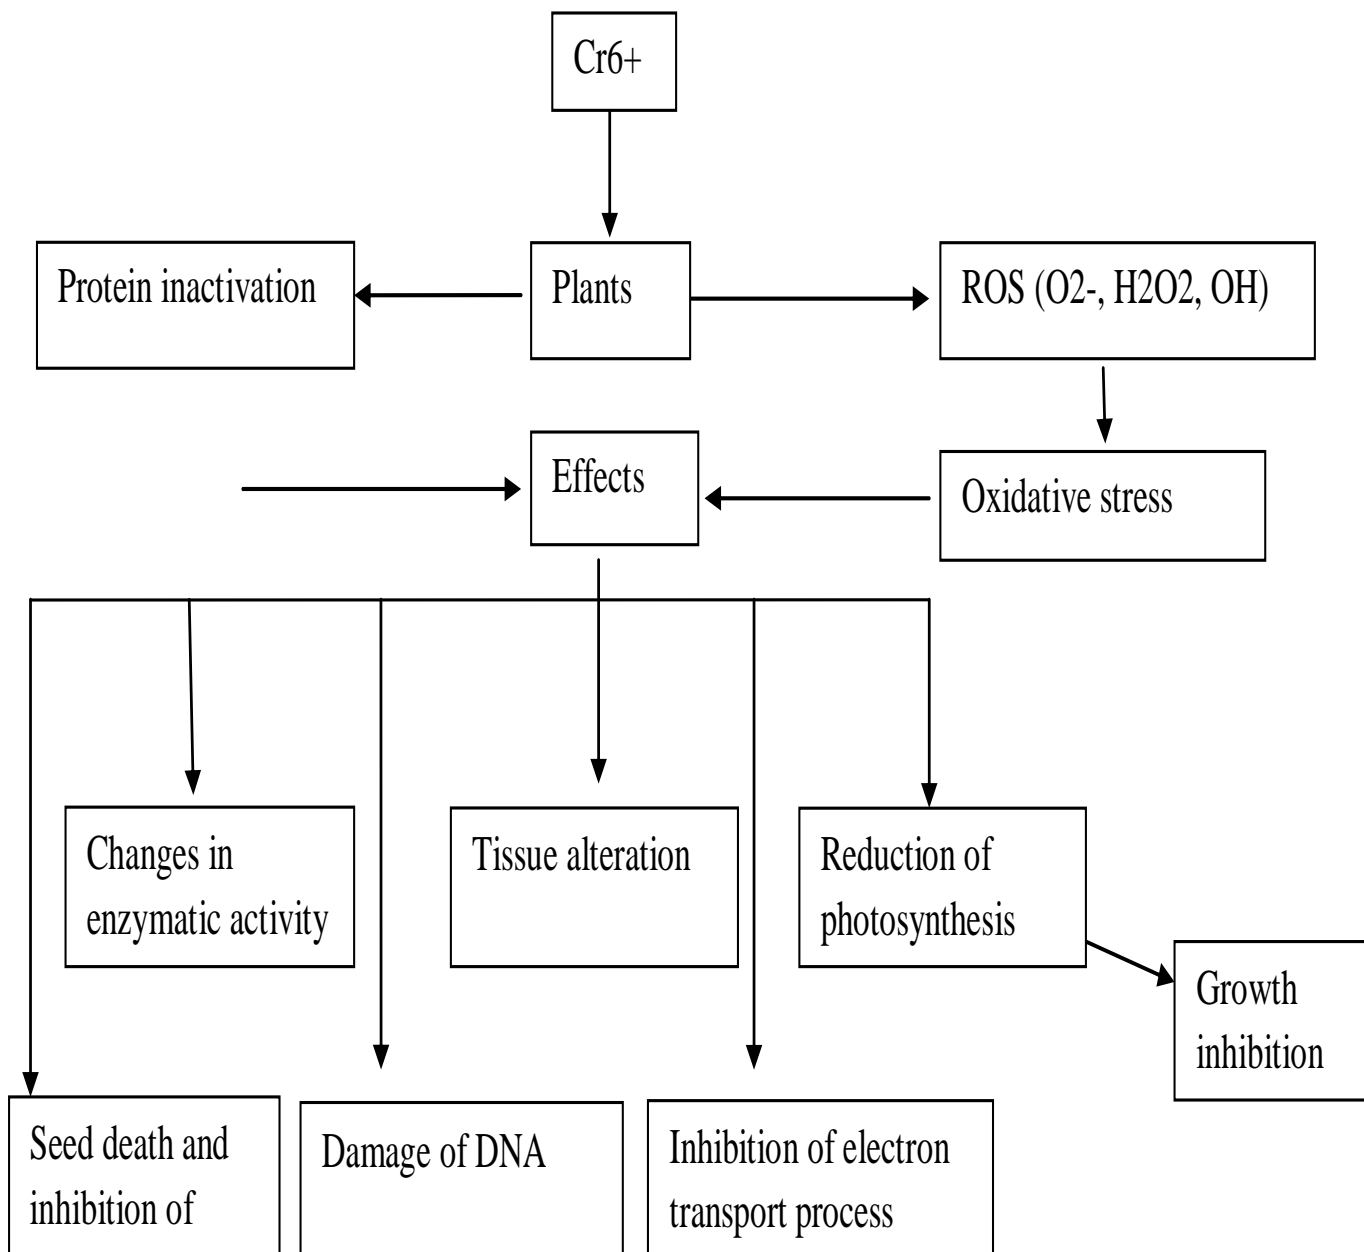 Cr6+
Protein inactivation
Plants
ROS (O2-, H2O2, OH)
Effects
Oxidative stress
Changes in
enzymatic activity
Tissue alteration
Reduction of
photosynthesis
Growth
inhibition
Seed death and
inhibition of
Damage of DNA
Inhibition of electron
transport process